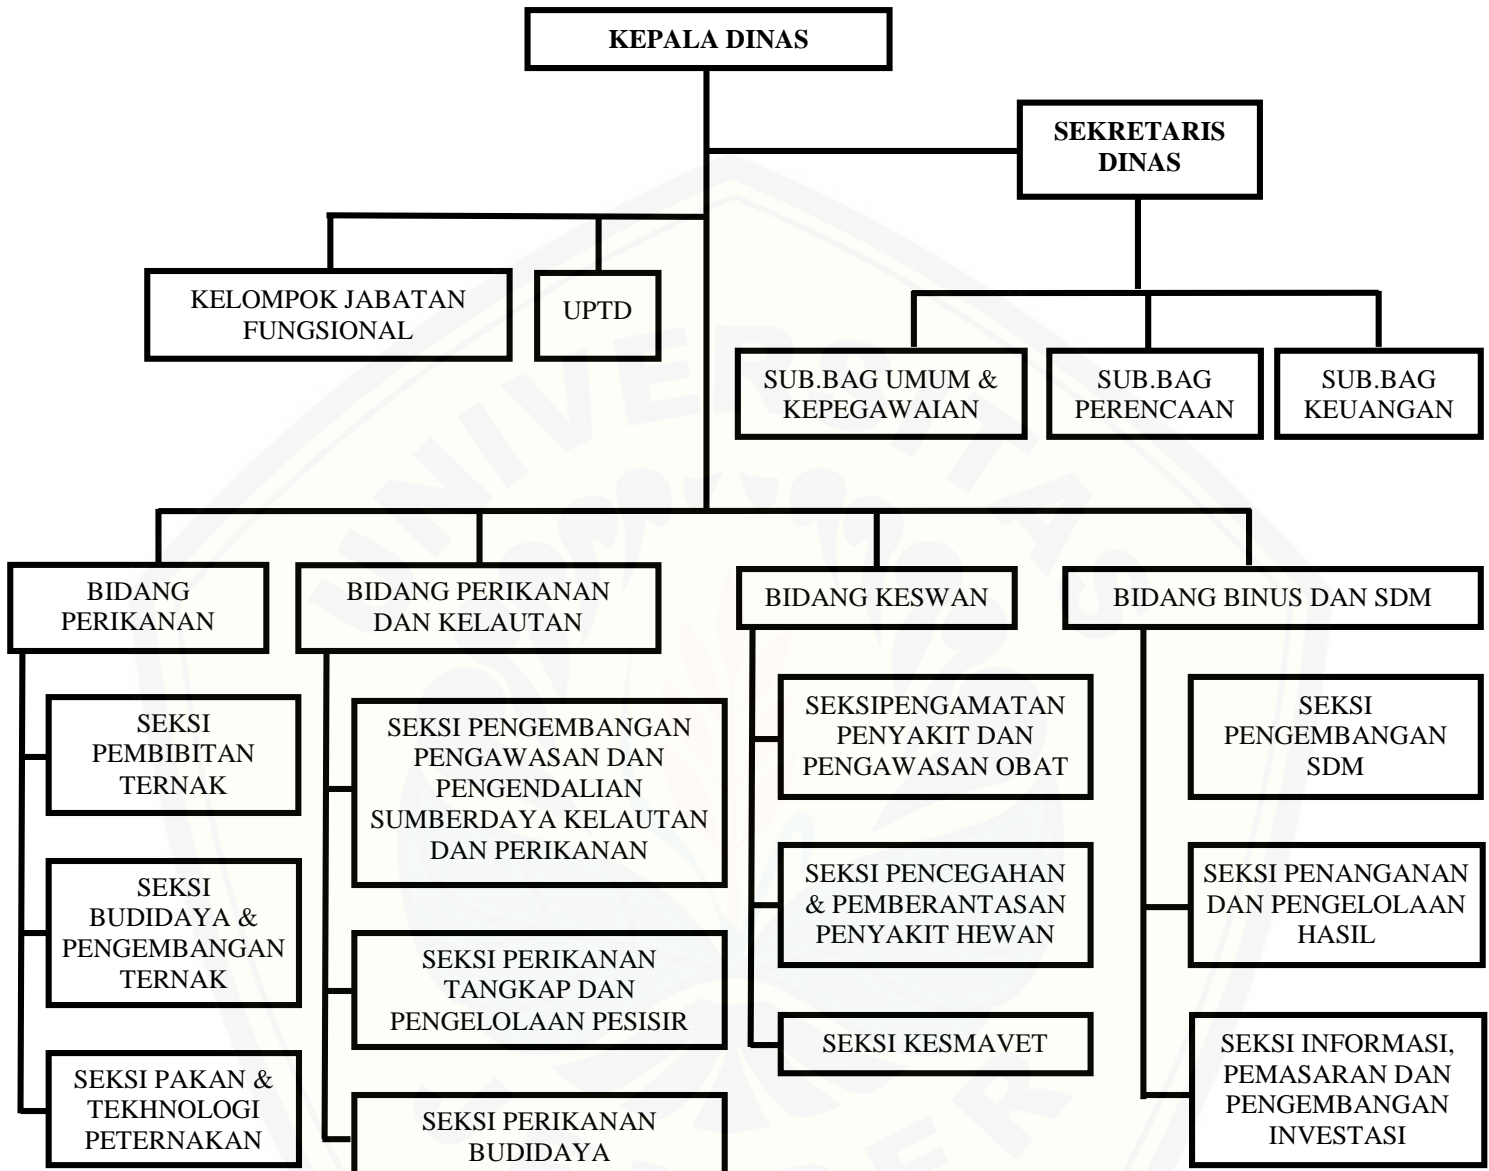 KEPALA DINAS
SEKRETARIS
DINAS
KELOMPOK JABATAN
FUNGSIONAL
UPTD
SUB.BAG UMUM &
KEPEGAWAIAN
SUB.BAG
PERENCAAN
SUB.BAG
KEUANGAN
BIDANG
PERIKANAN
SEKSI
PEMBIBITAN
TERNAK
SEKSI
BUDIDAYA &
PENGEMBANGAN
TERNAK
SEKSI PAKAN &
TEKHNOLOGI
PETERNAKAN
BIDANG PERIKANAN
DAN KELAUTAN
SEKSI PENGEMBANGAN
PENGAWASAN DAN
PENGENDALIAN
SUMBERDAYA KELAUTAN
DAN PERIKANAN
SEKSI PERIKANAN
TANGKAP DAN
PENGELOLAAN PESISIR
SEKSI PERIKANAN
BUDIDAYA
BIDANG KESWAN
SEKSIPENGAMATAN
PENYAKIT DAN
PENGAWASAN OBAT
SEKSI PENCEGAHAN
& PEMBERANTASAN
PENYAKIT HEWAN
SEKSI KESMAVET
BIDANG BINUS DAN SDM
SEKSI
PENGEMBANGAN
SDM
SEKSI PENANGANAN
DAN PENGELOLAAN
HASIL
SEKSI INFORMASI,
PEMASARAN DAN
PENGEMBANGAN
INVESTASI
UNIVERSITAS